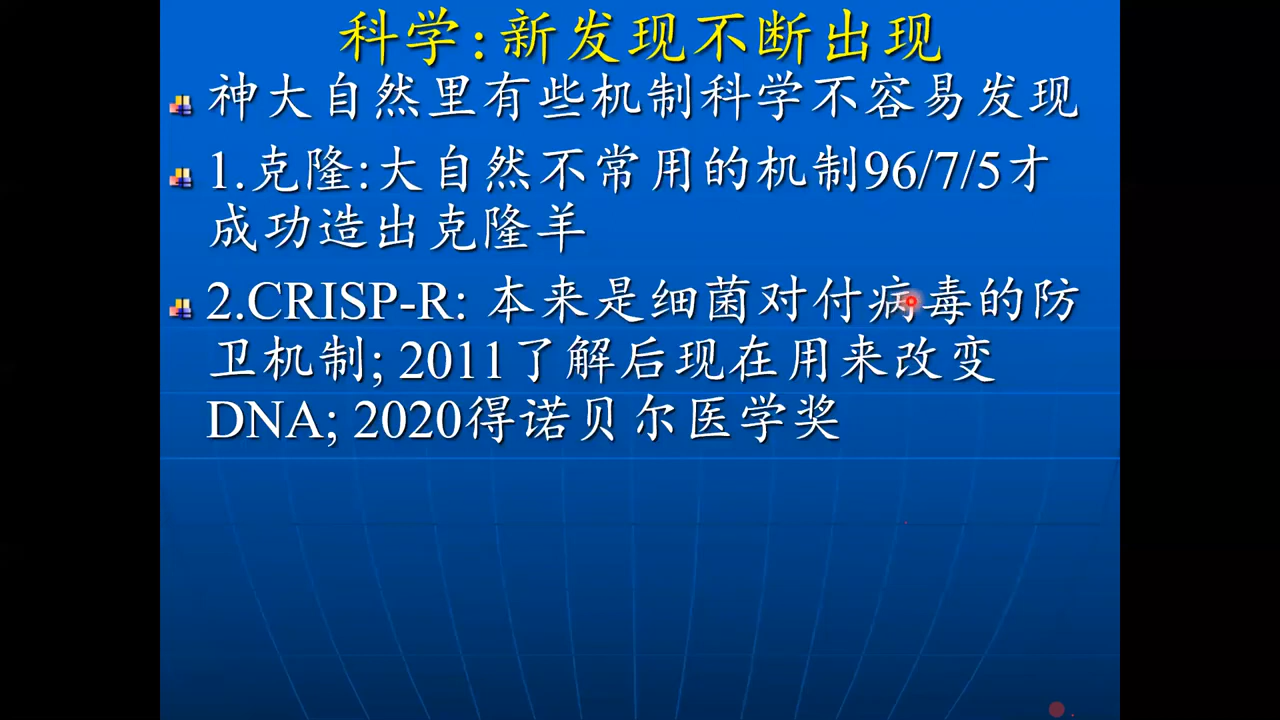 科学:新发现不断出现
神大自然里有些机制科学不容易发现
1.克隆:大自然不常用的机制96/7/5才
成功造出克隆羊
2.CRISP-R: 本来是细菌对付病毒的防
卫机制; 2011了解后现在用来改变
DNA; 2020得诺贝尔医学奖